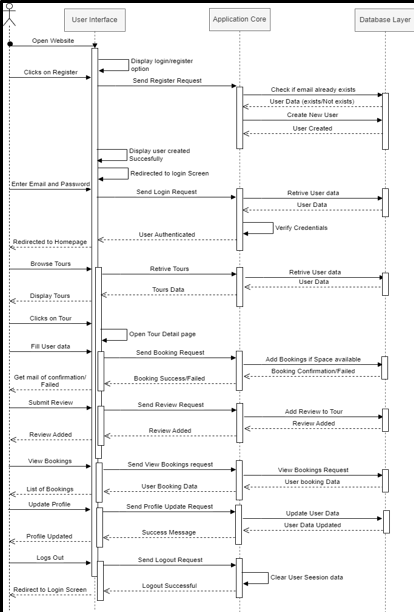 User Interface
Application Core
Database Layer
Open Website
Display login/register
option
Clicks on Register
Send Register Request
Check if email already exists
User Data (exists/Not exists)
Create New User
User Created
Display user created
Succesfully
Redirected to login Screen
Enter Email and Password
Send Login Request
Retrive User data
User Data
Verify Credentials
User Authenticated
Redirected to Homepage
Browse Tours
Retrive Tours
Retrive User data
User Data
Tours Data
Display Tours
Clicks on Tour
Open Tour Detail page
Fill User data
Send Booking Request
Add Bookings if Space available
Booking Confirmation/Failed
Booking Success/Failed
Get mail of confirmation/
Failed
Submit Review
Send Review Request
Add Review to Tour
Review Added
Review Added
Review Added
View Bookings
Send View Bookings request
View Bookings Request
User booking Data
User Booking Data
List of Bookings
Update Profile
Send Profile Update Request
Update User Data
User Data Updated
Success Message
Profile Updated
Logs Out
Send Logout Request
Clear User Seesion data
Logout Successful
Redirect to Login Screen